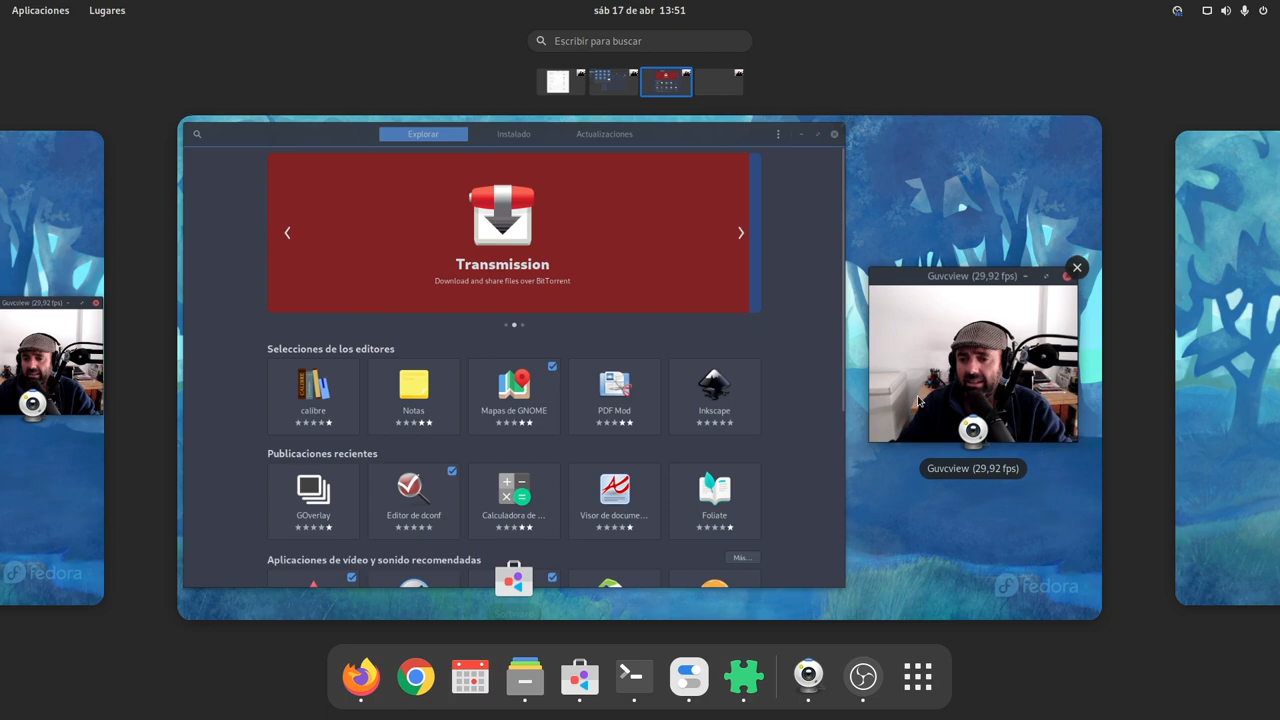 Aplicaciones Lugares sáb 17 de abr 13:51
Escribir para buscar
Explorar Instalado Actualizaciones
Transmission
Download and share files over BitTorrent
Selecciones de los editores
calibre Notas Mapas de GNOME PDF Mod Inkscape
Publicaciones recientes
GOverlay Editor de dconf Calculadora de ... Visor de docume... Foliate
Aplicaciones de vídeo y sonido recomendadas Más...
Guvcview (29,92 fps)
Guvcview (29,92 fps)
Guvcview (29,92 fps)
fedora
fedora
CALIBRE